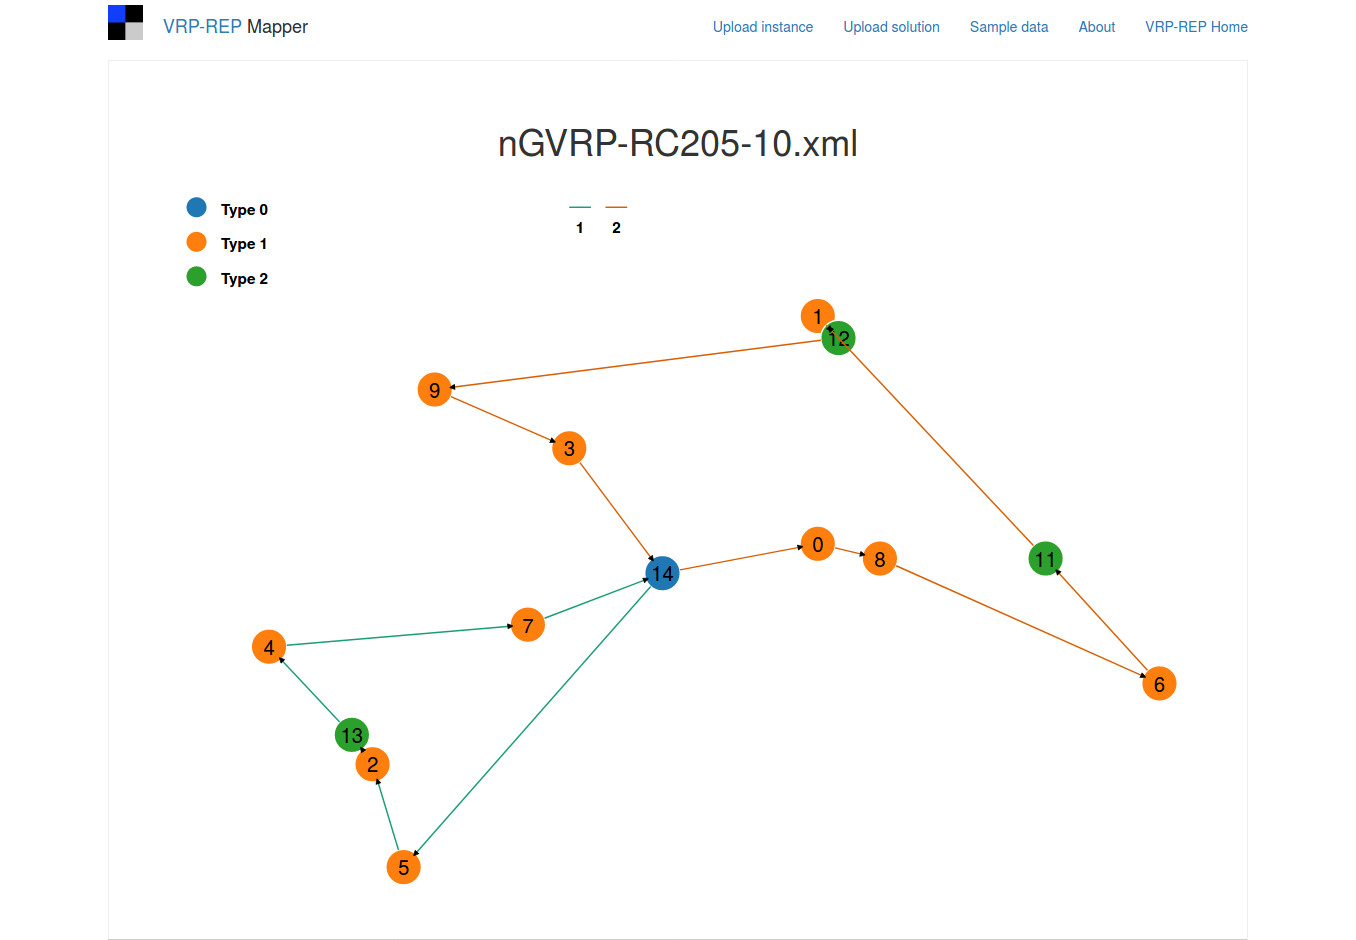 VRP-REP Mapper
Upload instance Upload solution Sample data About VRP-REP Home
nGVRP-RC205-10.xml
Type 0
Type 1
Type 2
1 2
1
12
9
3
0
8
11
14
7
4
6
13
2
5